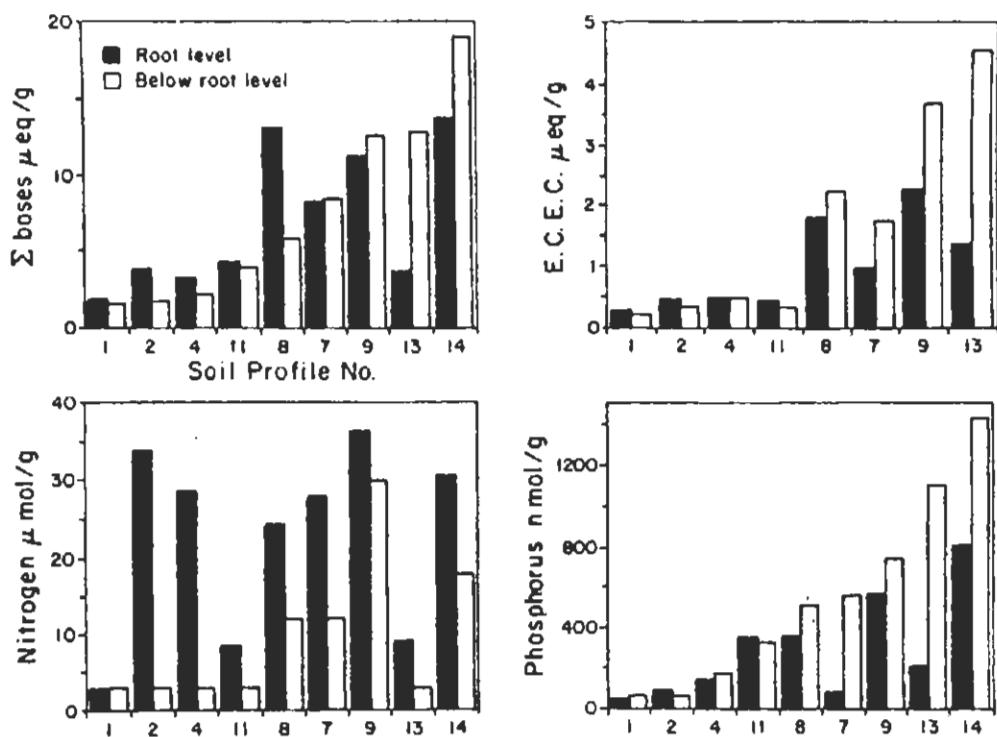 20
10
0
Σ boses μeq/g
Root level
Below root level
1 2 4 11 8 7 9 13 14
Soil Profile No.
5
4
3
2
1
0
E.C.E.C. μeq/g
1 2 4 11 8 7 9 13
40
30
20
10
0
Nitrogen μ mol/g
1 2 4 11 8 7 9 13 14
1200
800
400
0
Phosphorus n mol/g
1 2 4 11 8 7 9 13 14